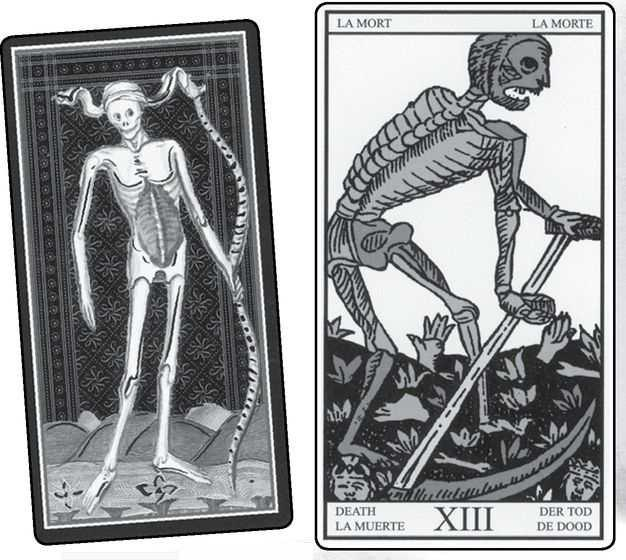 LA MORT
LA MORTE
DEATH
LA MUERTE
XIII
DER TOD
DE DOOD